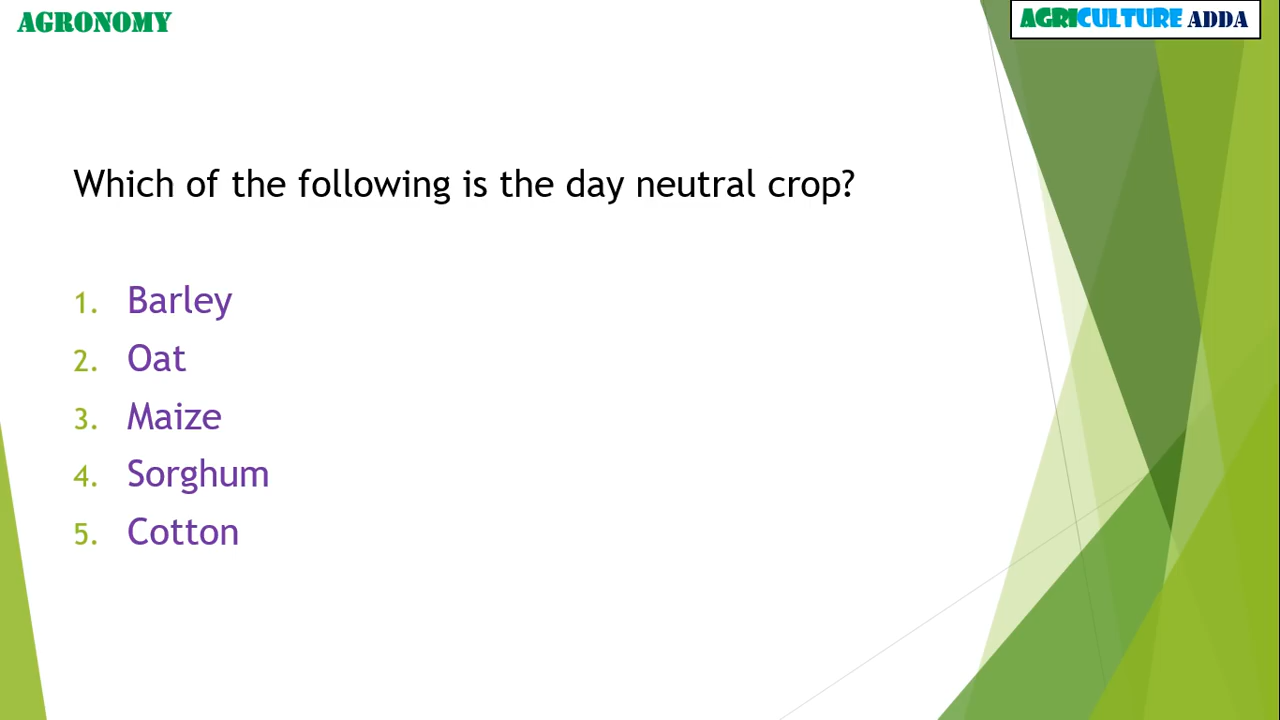 AGRONOMY
AGRICULTURE ADDA
Which of the following is the day neutral crop?
1. Barley
2. Oat
3. Maize
4. Sorghum
5. Cotton